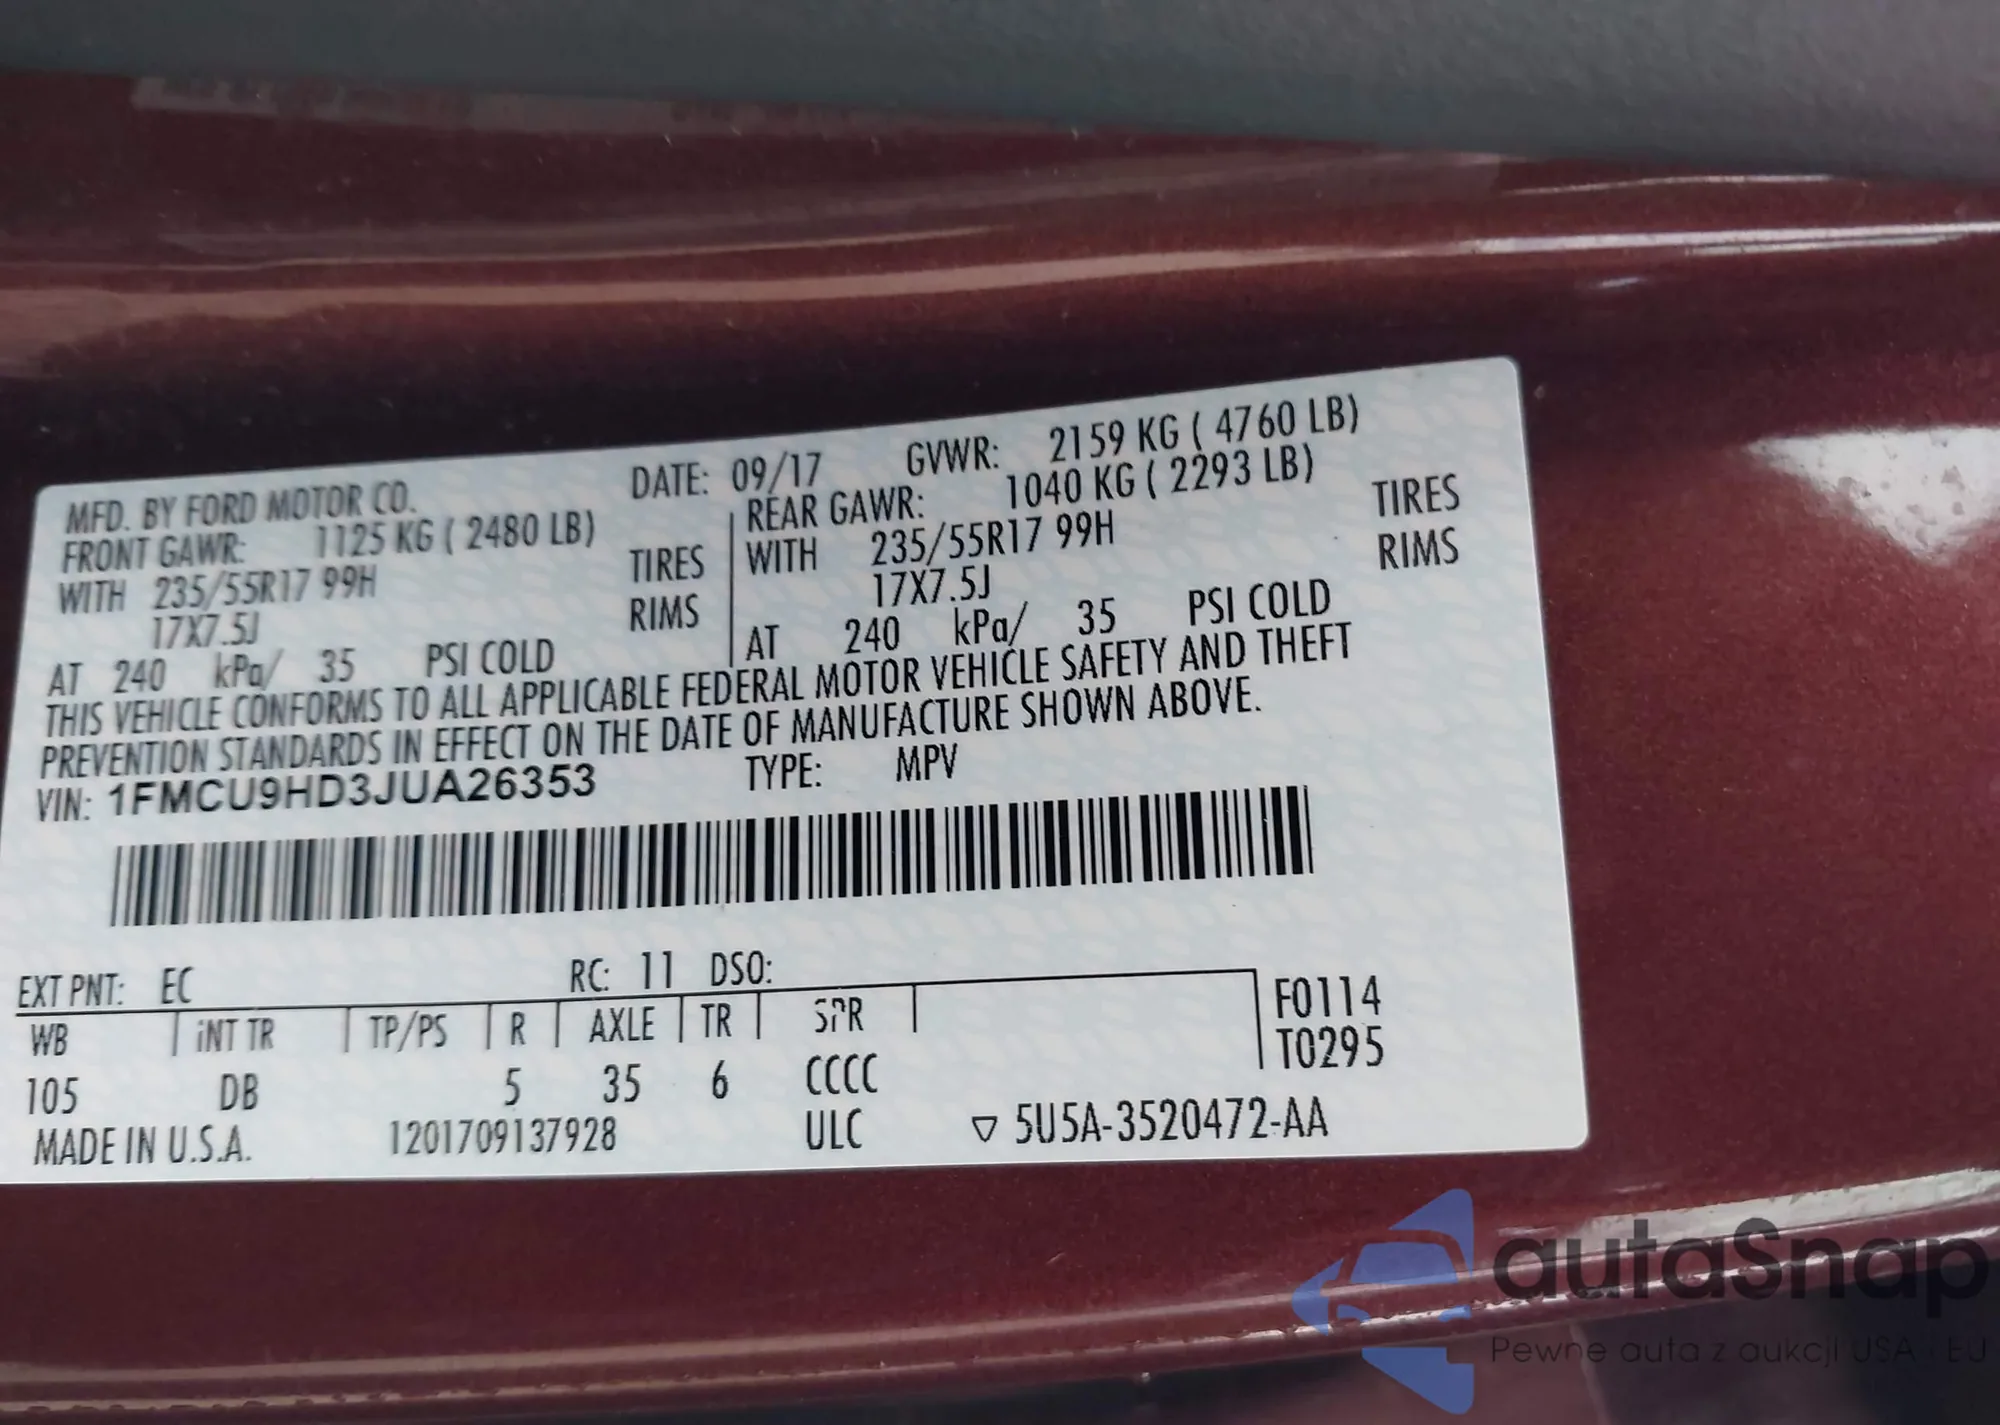 MFD. BY FORD MOTOR CO. DATE: 09/17 GVWR: 2159 KG ( 4760 LB)
FRONT GAWR: 1125 KG ( 2480 LB) REAR GAWR: 1040 KG ( 2293 LB)
WITH 235/55R17 99H TIRES WITH 235/55R17 99H TIRES
17X7.5J RIMS 17X7.5J RIMS
AT 240 kPa/ 35 PSI COLD AT 240 kPa/ 35 PSI COLD
THIS VEHICLE CONFORMS TO ALL APPLICABLE FEDERAL MOTOR VEHICLE SAFETY AND THEFT
PREVENTION STANDARDS IN EFFECT ON THE DATE OF MANUFACTURE SHOWN ABOVE.
VIN: 1FMCU9HD3JUA26353 TYPE: MPV
EXT PNT: EC RC: 11 DSO:
WB INT TR TP/PS R AXLE TR SPR F0114
T0295
105 DB 5 35 6 CCCC
MADE IN U.S.A. 1201709137928 ULC ▽ 5U5A-3520472-AA
autaSnap
Pewne auta z aukcji USA i EU